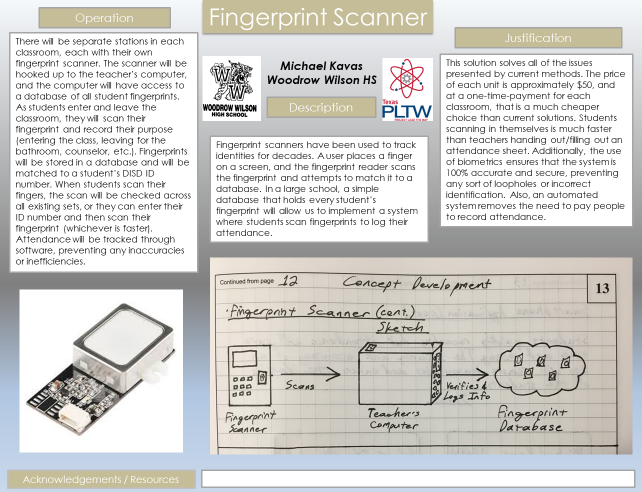 Fingerprint Scanner
Operation
There will be separate stations in each
classroom, each with their own
fingerprint scanner. The scanner will be
hooked up to the teacher's computer,
and the computer will have access to
a database of all student fingerprints.
As students enter and leave the
classroom, they will scan their
fingerprint and record their purpose
(entering the class, leaving for the
bathroom, counselor, etc.). Fingerprints
will be stored in a database and will be
matched to a student's DISD ID
number. When students scan their
fingers, the scan will be checked across
all existing sets, or they can enter their
ID number and then scan their
fingerprint (whichever is faster).
Attendance will be tracked through
software, preventing any inaccuracies
or inefficiencies.
Michael Kavas
Woodrow Wilson HS
WOODROW WILSON
HIGH SCHOOL
Texas
PLTW
Description
Fingerprint scanners have been used to track
identities for decades. A user places a finger
on a screen, and the fingerprint reader scans
the fingerprint and attempts to match it to a
database. In a large school, a simple
database that holds every student's
fingerprint will allow us to implement a system
where students scan fingerprints to log their
attendance.
Justification
This solution solves all of the issues
presented by current methods. The price
of each unit is approximately $50, and
at a one-time-payment for each
classroom, that is a much cheaper
choice than current solutions. Students
scanning in themselves is much faster
than teachers handing out/filling out an
attendance sheet. Additionally, the use
of biometrics ensures that the system is
100% accurate and secure, preventing
any sort of loopholes or incorrect
identification. Also, an automated
system removes the need to pay people
to record attendance.
Continued from page 12
Concept Development
13
· Fingerprint Scanner (cont.)
Sketch
Scans
Verifies &
Logs Info
Fingerprint
Scanner
Teacher's
Computer
Fingerprint
Database
Acknowledgements / Resources